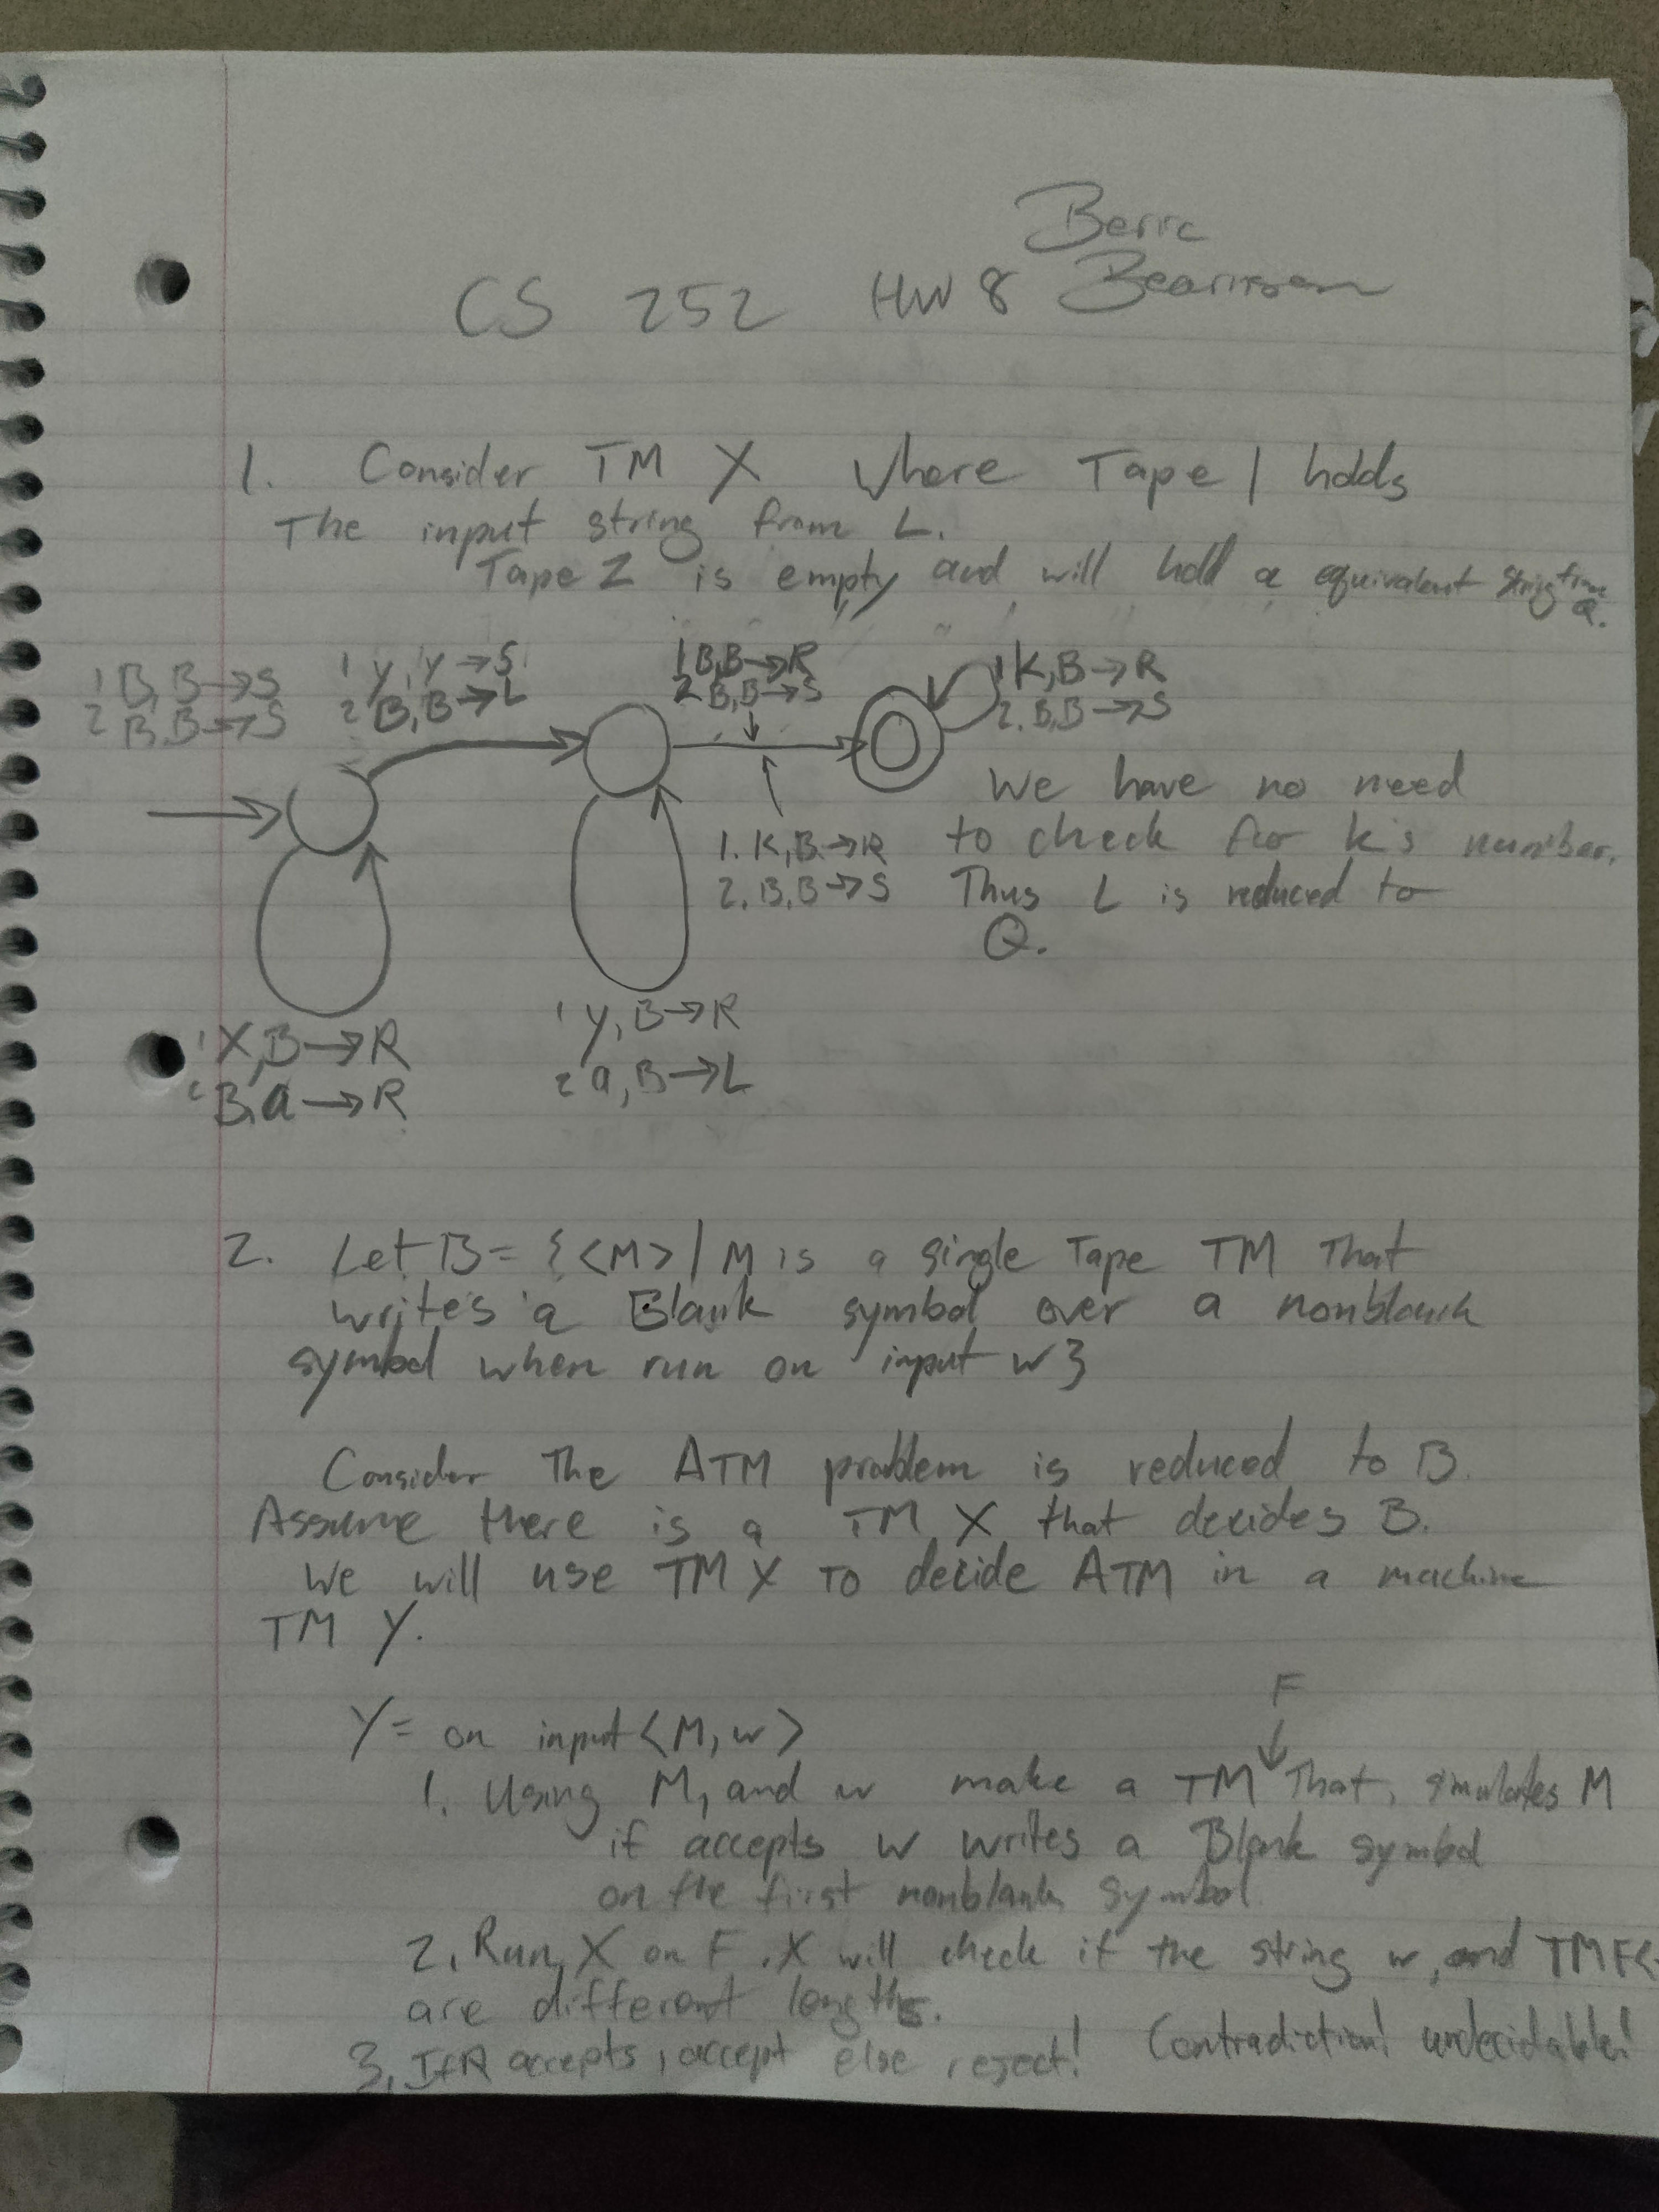 Beric
CS 252 HW 8
1. Consider TM X Where Tape 1 holds
The input string from L.
Tape 2 is empty and will hold a equivalent string from Q.
1 B,B→S
2 B,B→S
1 y,y→S
2 B,B→L
1 B,B→R
2 B,B→S
1 K,B→R
2. B,B→S
We have no need
to check for k's number.
Thus L is reduced to
Q.
1. K,B→R
2. B,B→S
1 X,B→R
2 B,a→R
1 y,B→R
2 a,B→L
2. Let B = {<M> | M is a single Tape TM That
writes a Blank symbol over a nonblank
symbol when run on input w}
Consider The ATM problem is reduced to B.
Assume there is a TM X that decides B.
We will use TM X TO decide ATM in a machine
TM Y.
F
Y = on input <M, w>
1. Using M, and w make a TM That, simulates M
if accepts w writes a Blank symbol
on the first nonblank symbol
2. Run X on F. X will check if the string w, and TM F
are different lengths.
3. If R accepts, accept else reject! Contradiction! undecidable!